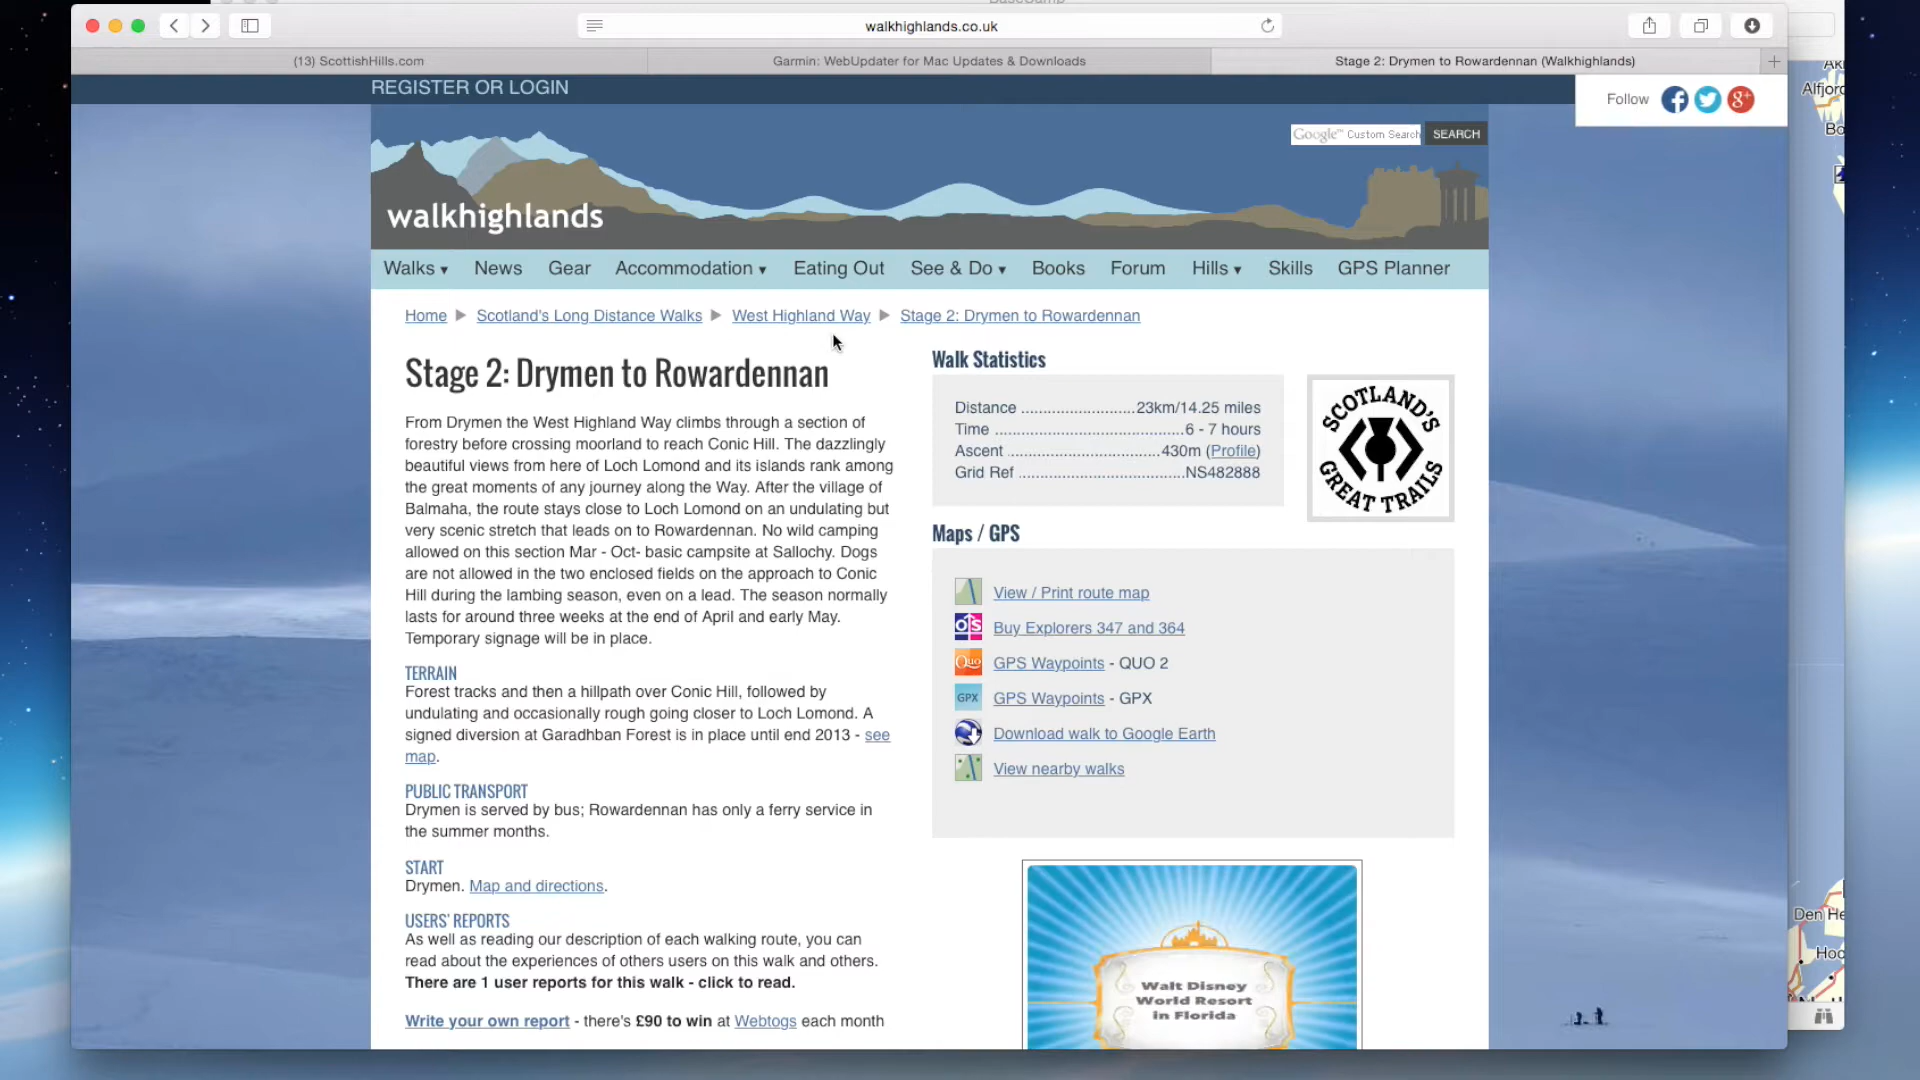 BaseCamp
walkhighlands.co.uk
(13) ScottishHills.com
Garmin: WebUpdater for Mac Updates & Downloads
Stage 2: Drymen to Rowardennan (Walkhighlands)
REGISTER OR LOGIN
Follow
Google™ Custom Search SEARCH
walkhighlands
Walks ▾ News Gear Accommodation ▾ Eating Out See & Do ▾ Books Forum Hills ▾ Skills GPS Planner
Home ▶ Scotland's Long Distance Walks ▶ West Highland Way ▶ Stage 2: Drymen to Rowardennan
Stage 2: Drymen to Rowardennan
From Drymen the West Highland Way climbs through a section of
forestry before crossing moorland to reach Conic Hill. The dazzlingly
beautiful views from here of Loch Lomond and its islands rank among
the great moments of any journey along the Way. After the village of
Balmaha, the route stays close to Loch Lomond on an undulating but
very scenic stretch that leads on to Rowardennan. No wild camping
allowed on this section Mar - Oct- basic campsite at Sallochy. Dogs
are not allowed in the two enclosed fields on the approach to Conic
Hill during the lambing season, even on a lead. The season normally
lasts for around three weeks at the end of April and early May.
Temporary signage will be in place.
TERRAIN
Forest tracks and then a hillpath over Conic Hill, followed by
undulating and occasionally rough going closer to Loch Lomond. A
signed diversion at Garadhban Forest is in place until end 2013 - see
map.
PUBLIC TRANSPORT
Drymen is served by bus; Rowardennan has only a ferry service in
the summer months.
START
Drymen. Map and directions.
USERS' REPORTS
As well as reading our description of each walking route, you can
read about the experiences of others users on this walk and others.
There are 1 user reports for this walk - click to read.
Write your own report - there's £90 to win at Webtogs each month
Walk Statistics
Distance ..........................23km/14.25 miles
Time ...........................................6 - 7 hours
Ascent ..................................430m (Profile)
Grid Ref .....................................NS482888
SCOTLAND'S
GREAT TRAILS
Maps / GPS
View / Print route map
os Buy Explorers 347 and 364
Quo GPS Waypoints - QUO 2
GPX GPS Waypoints - GPX
Download walk to Google Earth
View nearby walks
Walt Disney
World Resort
in Florida
Alfjord
Bo
Den He
Hoo